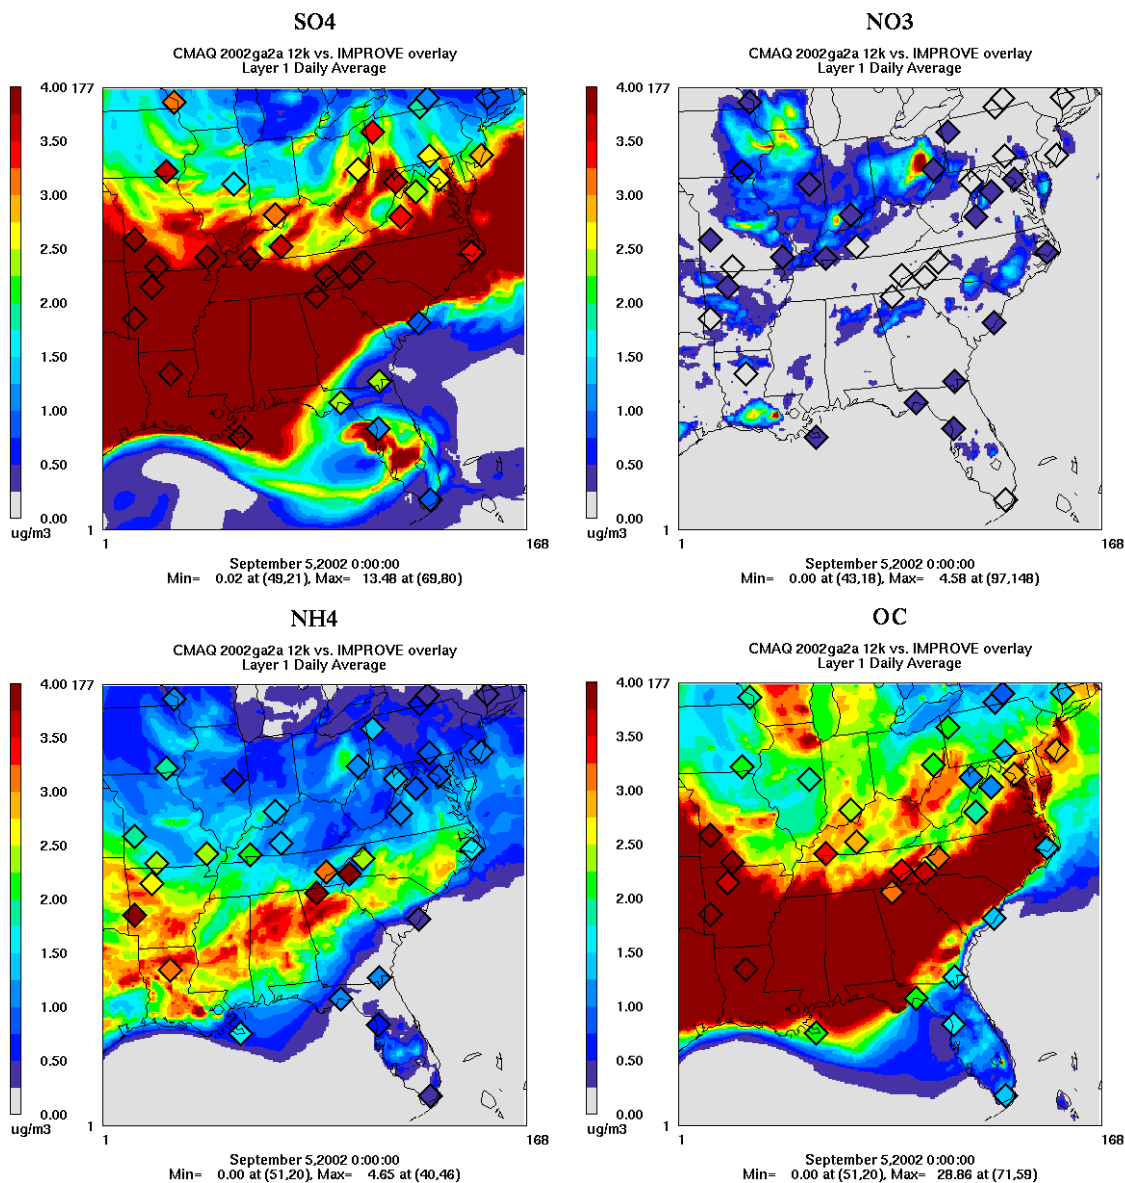 SO4
CMAQ 2002ga2a 12k vs. IMPROVE overlay
Layer 1 Daily Average
4.00 177
3.50
3.00
2.50
2.00
1.50
1.00
0.50
0.00
ug/m3
1
1 168
September 5,2002 0:00:00
Min= 0.02 at (49,21), Max= 13.48 at (69,80)
NO3
CMAQ 2002ga2a 12k vs. IMPROVE overlay
Layer 1 Daily Average
4.00 177
3.50
3.00
2.50
2.00
1.50
1.00
0.50
0.00
ug/m3
1
1 168
September 5,2002 0:00:00
Min= 0.00 at (43,18), Max= 4.58 at (97,148)
NH4
CMAQ 2002ga2a 12k vs. IMPROVE overlay
Layer 1 Daily Average
4.00 177
3.50
3.00
2.50
2.00
1.50
1.00
0.50
0.00
ug/m3
1
1 168
September 5,2002 0:00:00
Min= 0.00 at (51,20), Max= 4.65 at (40,46)
OC
CMAQ 2002ga2a 12k vs. IMPROVE overlay
Layer 1 Daily Average
4.00 177
3.50
3.00
2.50
2.00
1.50
1.00
0.50
0.00
ug/m3
1
1 168
September 5,2002 0:00:00
Min= 0.00 at (51,20), Max= 28.86 at (71,59)